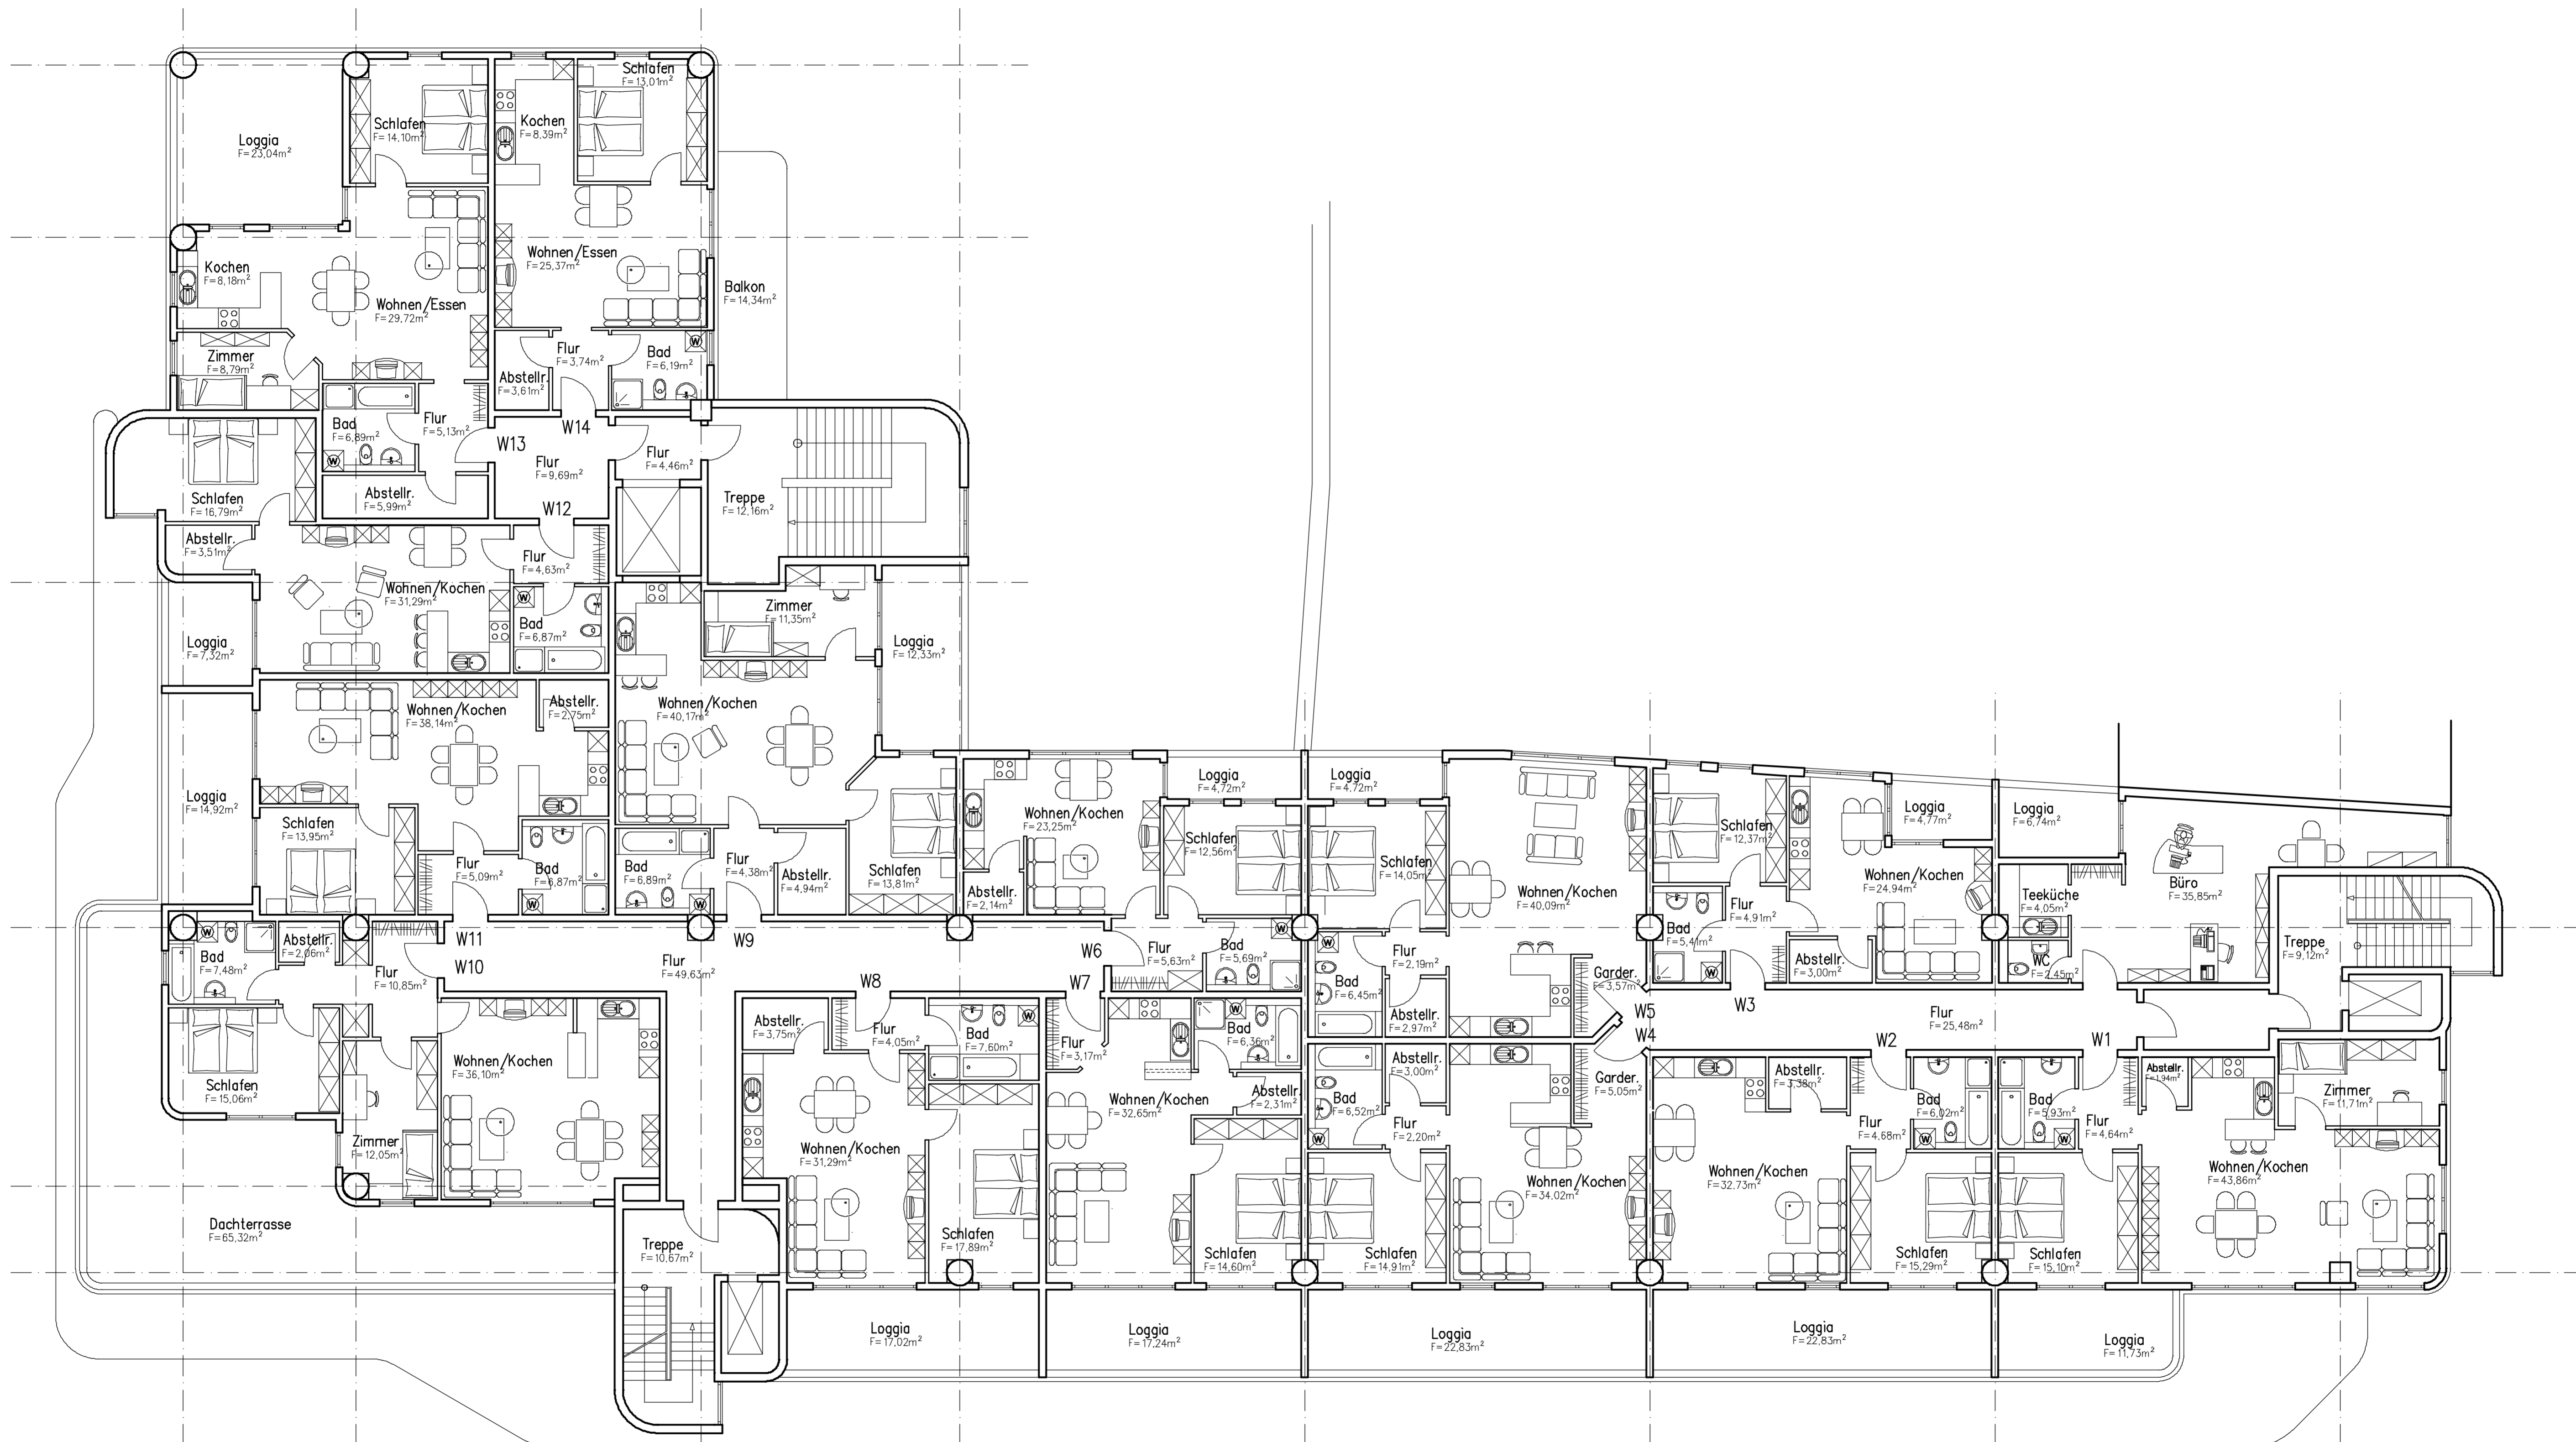 Loggia
F=23,04m²
Schlafen
F=14,10m²
Kochen
F=8,39m²
Schlafen
F=13,01m²
Kochen
F=8,18m²
Wohnen/Essen
F=29,72m²
Wohnen/Essen
F=25,37m²
Balkon
F=14,34m²
Zimmer
F=8,79m²
Flur
F=3,74m²
Abstellr.
F=3,61m²
Bad
F=6,19m²
W
Bad
F=6,89m²
W
Flur
F=5,13m²
W13
W14
Flur
F=9,69m²
W12
Flur
F=4,46m²
Treppe
F=12,16m²
Abstellr.
F=5,99m²
Schlafen
F=16,79m²
Abstellr.
F=3,51m²
Flur
F=4,63m²
Wohnen/Kochen
F=31,29m²
W
Bad
F=6,87m²
Loggia
F=7,32m²
Zimmer
F=11,35m²
Loggia
F=12,33m²
Wohnen/Kochen
F=40,17m²
Wohnen/Kochen
F=38,14m²
Abstellr.
F=2,75m²
Loggia
F=14,92m²
Schlafen
F=13,95m²
Flur
F=5,09m²
Bad
F=6,87m²
W
Bad
F=6,89m²
W
Flur
F=4,38m²
Abstellr.
F=4,94m²
Schlafen
F=13,81m²
Wohnen/Kochen
F=23,25m²
Abstellr.
F=2,14m²
Loggia
F=4,72m²
Schlafen
F=12,56m²
Loggia
F=4,72m²
Schlafen
F=14,05m²
Wohnen/Kochen
F=40,09m²
Schlafen
F=12,37m²
Wohnen/Kochen
F=24,94m²
Loggia
F=4,77m²
Loggia
F=6,74m²
Büro
F=35,85m²
Teeküche
F=4,05m²
WC
F=2,45m²
Treppe
F=9,12m²
W11
W10
W9
Flur
F=49,63m²
W8
W6
W7
Flur
F=5,63m²
Bad
F=5,69m²
W
W
Bad
F=6,45m²
Flur
F=2,19m²
Abstellr.
F=2,97m²
Garder.
F=3,57m²
W5
W4
Bad
F=5,41m²
W
Flur
F=4,91m²
Abstellr.
F=3,00m²
W3
Flur
F=25,48m²
W2
W1
W
Bad
F=7,48m²
Abstellr.
F=2,06m²
Flur
F=10,85m²
Schlafen
F=15,06m²
Wohnen/Kochen
F=36,10m²
Zimmer
F=12,05m²
Dachterrasse
F=65,32m²
Treppe
F=10,67m²
Abstellr.
F=3,75m²
Flur
F=4,05m²
Bad
F=7,60m²
W
Wohnen/Kochen
F=31,29m²
Schlafen
F=17,89m²
Flur
F=3,17m²
Wohnen/Kochen
F=32,65m²
W
Bad
F=6,36m²
Abstellr.
F=2,31m²
Schlafen
F=14,60m²
Abstellr.
F=3,00m²
Bad
F=6,52m²
W
Flur
F=2,20m²
Garder.
F=5,05m²
Schlafen
F=14,91m²
Wohnen/Kochen
F=34,02m²
Abstellr.
F=3,38m²
Wohnen/Kochen
F=32,73m²
Flur
F=4,68m²
Bad
F=6,02m²
W
Schlafen
F=15,29m²
Bad
F=5,93m²
W
Flur
F=4,64m²
Abstellr.
F=1,94m²
Schlafen
F=15,10m²
Zimmer
F=11,71m²
Wohnen/Kochen
F=43,86m²
Loggia
F=17,02m²
Loggia
F=17,24m²
Loggia
F=22,83m²
Loggia
F=22,83m²
Loggia
F=11,73m²